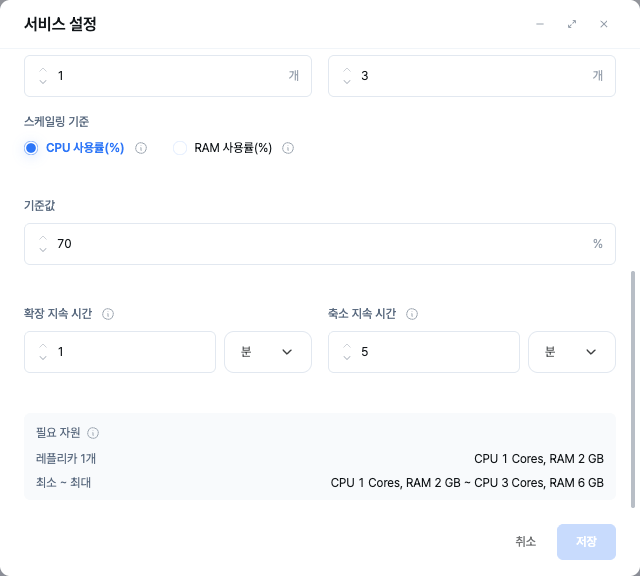 서비스 설정
1 개 3 개
스케일링 기준
CPU 사용률(%) RAM 사용률(%)
기준값
70 %
확장 지속 시간 축소 지속 시간
1 분 5 분
필요 자원
레플리카 1개 CPU 1 Cores, RAM 2 GB
최소 ~ 최대 CPU 1 Cores, RAM 2 GB ~ CPU 3 Cores, RAM 6 GB
취소 저장